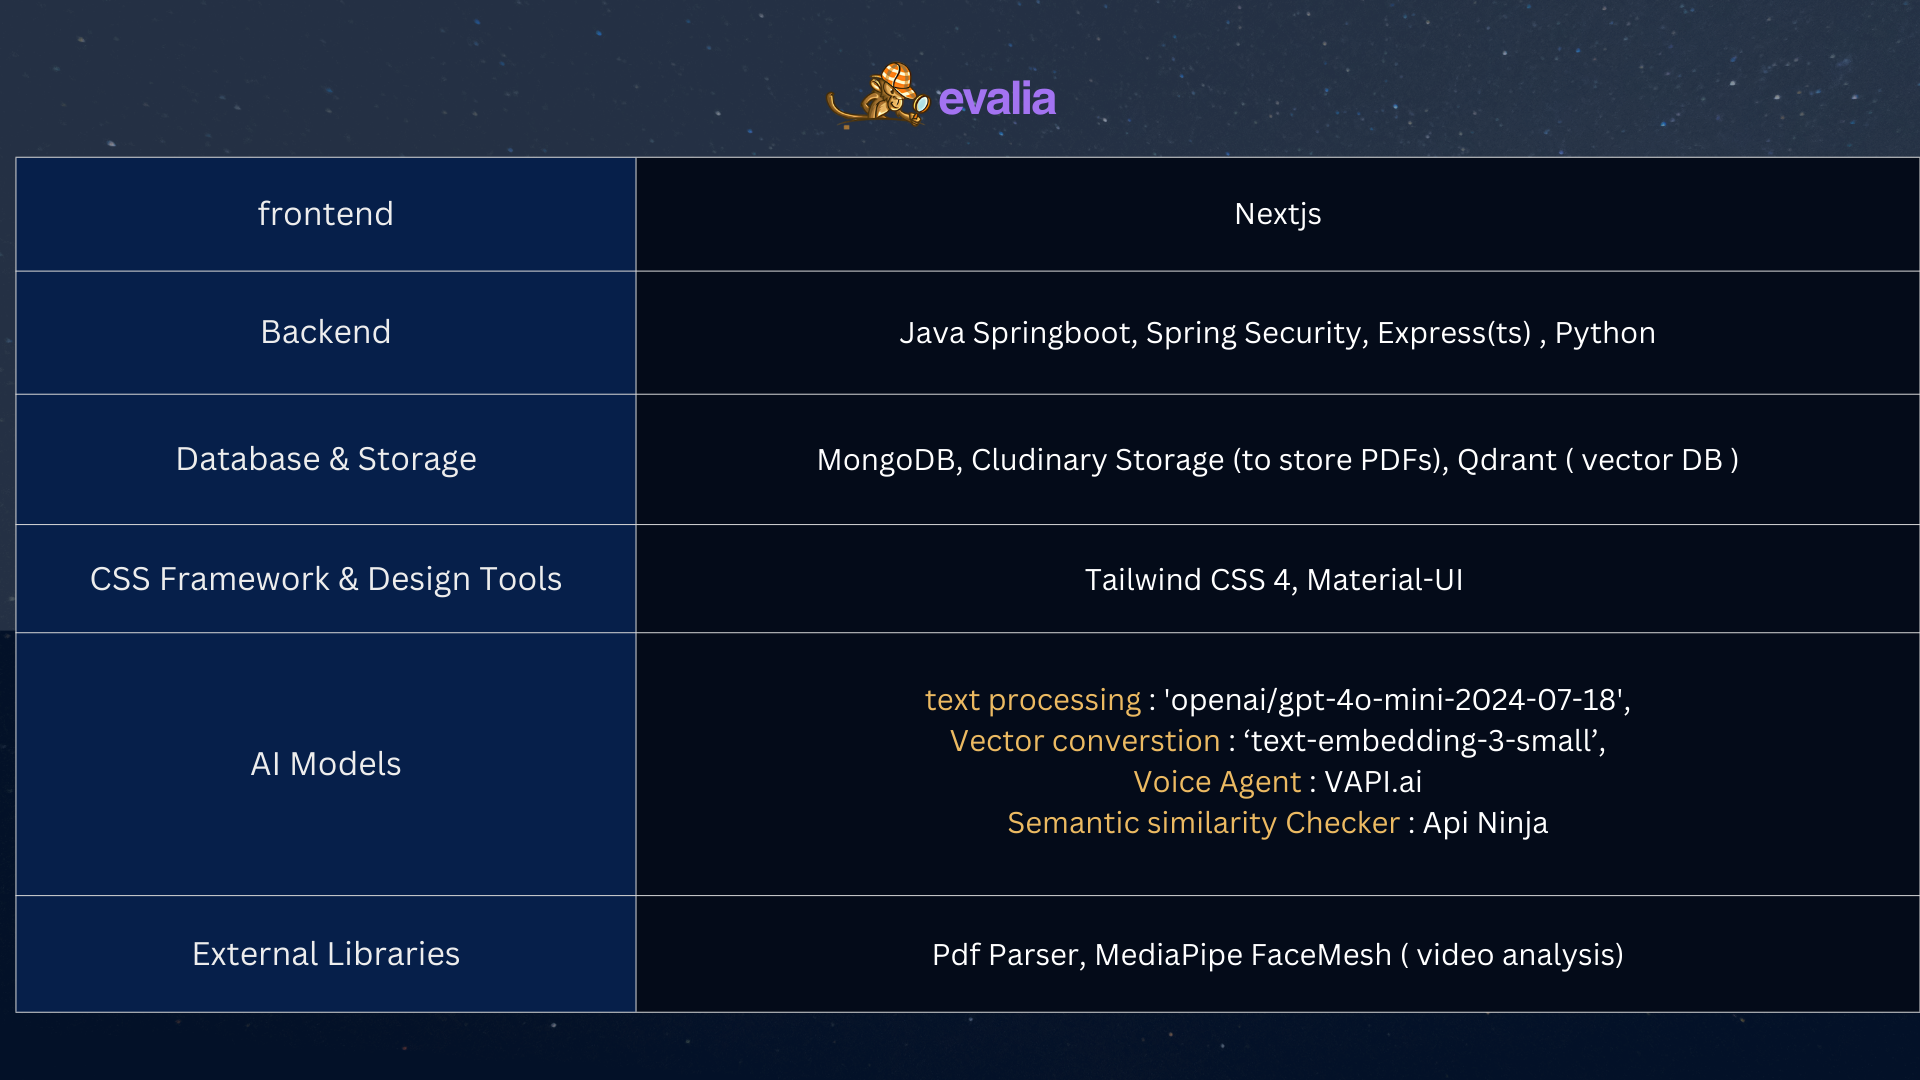 evalia
frontend
Nextjs
Backend
Java Springboot, Spring Security, Express(ts) , Python
Database & Storage
MongoDB, Cludinary Storage (to store PDFs), Qdrant ( vector DB )
CSS Framework & Design Tools
Tailwind CSS 4, Material-UI
AI Models
text processing : 'openai/gpt-4o-mini-2024-07-18',
Vector converstion : ‘text-embedding-3-small’,
Voice Agent : VAPI.ai
Semantic similarity Checker : Api Ninja
External Libraries
Pdf Parser, MediaPipe FaceMesh ( video analysis)